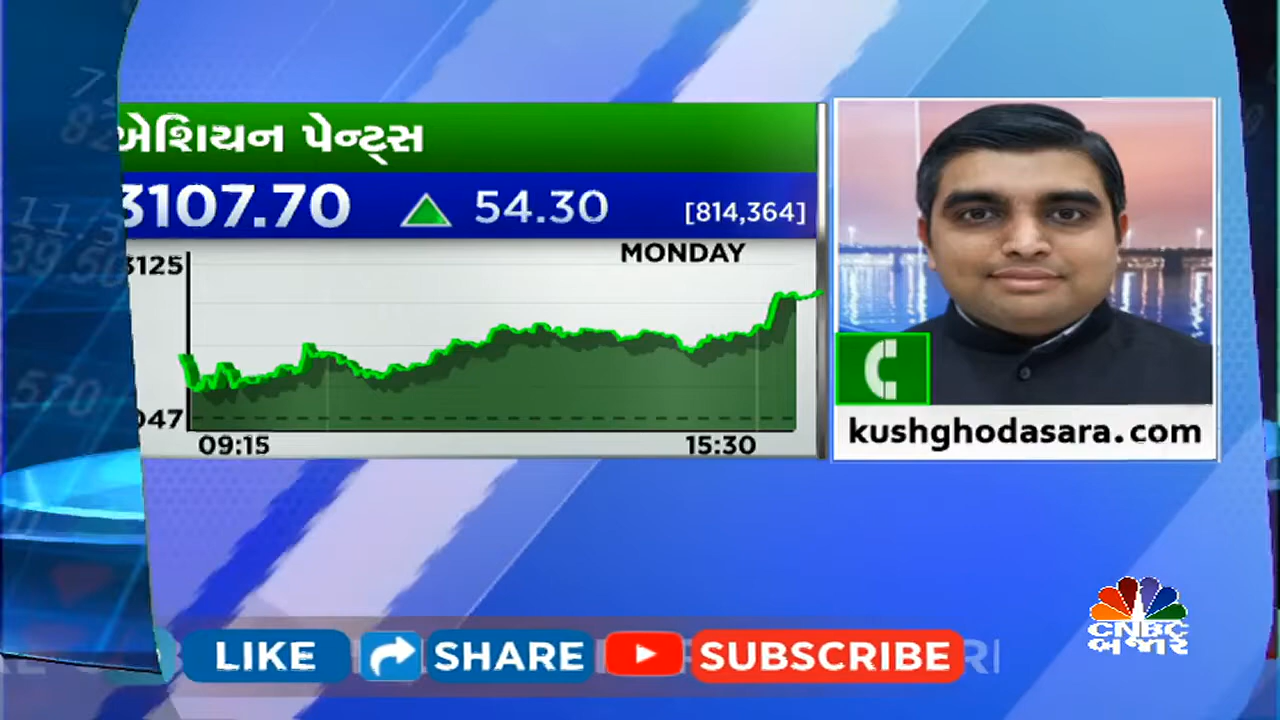 એશિયન પેન્ટ્સ
3107.70 54.30 [814,364]
MONDAY
3125
09:15 15:30
kushghodasara.com
LIKE SHARE SUBSCRIBE
CNBC
બજાર